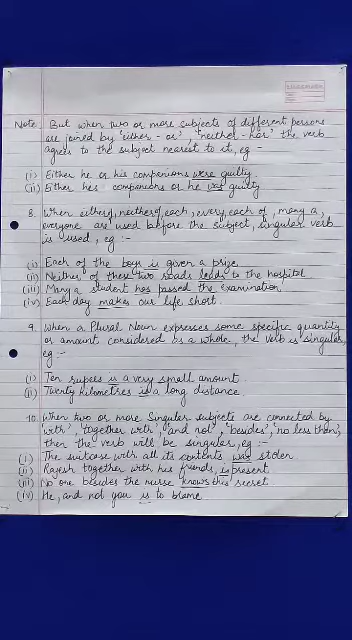 Note But when two or more subjects of different persons
are joined by 'either - or', 'neither - nor' the verb
agrees to the subject nearest to it, eg -
(i) Either he or his companions were guilty.
(ii) Either his companions or he was guilty
8. When either of, neither of, each, every, each of, many a,
everyone are used before the subject, singular verb
is used, eg :-
(i) Each of the boys is given a prize.
(ii) Neither of these two roads leads to the hospital
(iii) Many a student has passed the examination
(iv) Each day makes our life short.
9. When a Plural Noun expresses some specific quantity
or amount considered as a whole, the verb is singular,
eg :-
(i) Ten rupees is a very small amount.
(ii) Twenty kilometres is a long distance.
10. When two or more Singular subjects are connected by
with', 'together with', 'and not', 'besides', 'no less then',
then the verb will be singular, eg :-
(i) The suitcase with all its contents was stolen
(ii) Rajesh together with his friends, is present
(iii) No one besides the nurse knows this secret
(iv) He, and not you is to blame